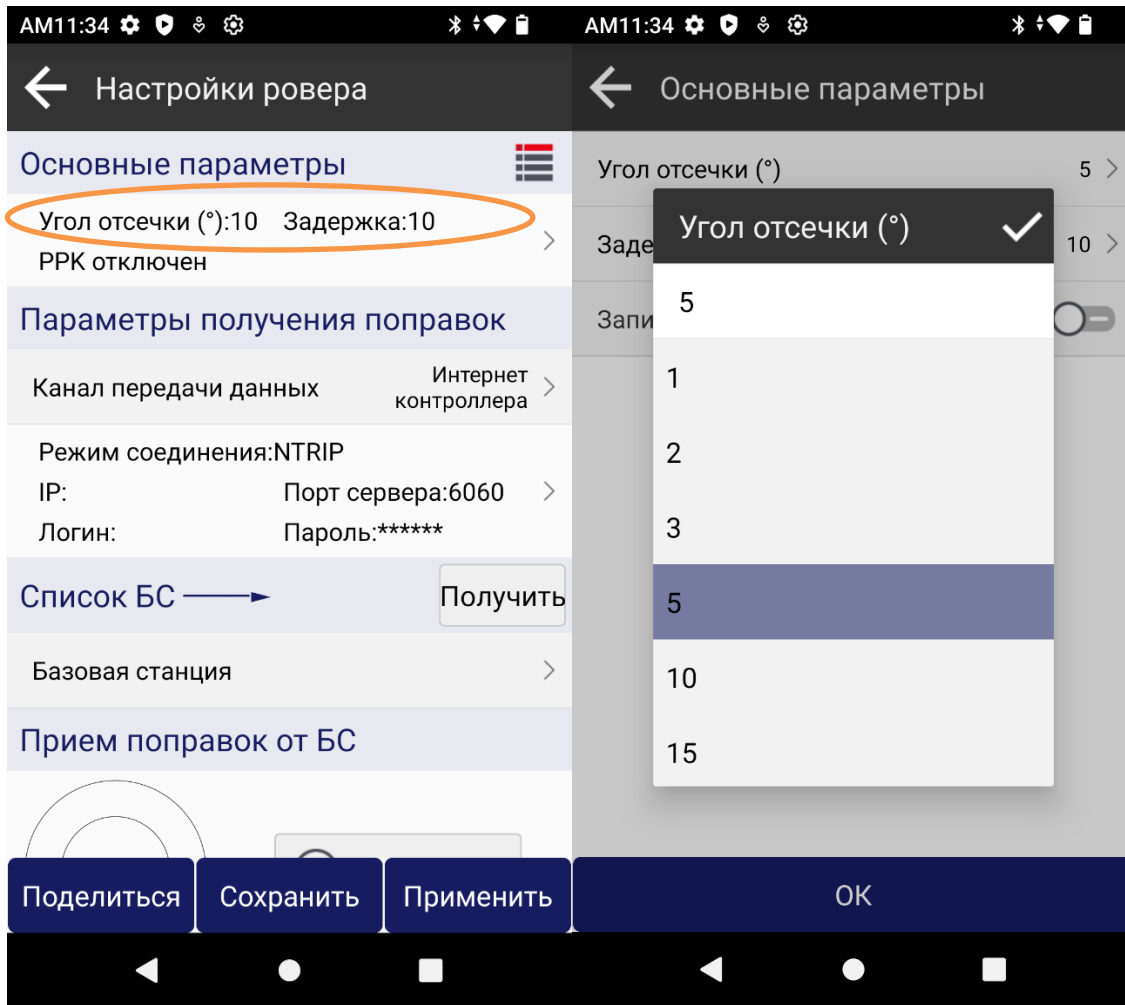 AM11:34
Настройки ровера
Основные параметры
Угол отсечки (°):10 Задержка:10
PPK отключен
Параметры получения поправок
Канал передачи данных
Интернет
контроллера
Режим соединения:NTRIP
IP: Порт сервера:6060
Логин: Пароль:******
Список БС
Получить
Базовая станция
Прием поправок от БС
Поделиться
Сохранить
Применить
AM11:34
Основные параметры
Угол отсечки (°) 5
Заде 10
Запи
Угол отсечки (°)
5
1
2
3
5
10
15
OK